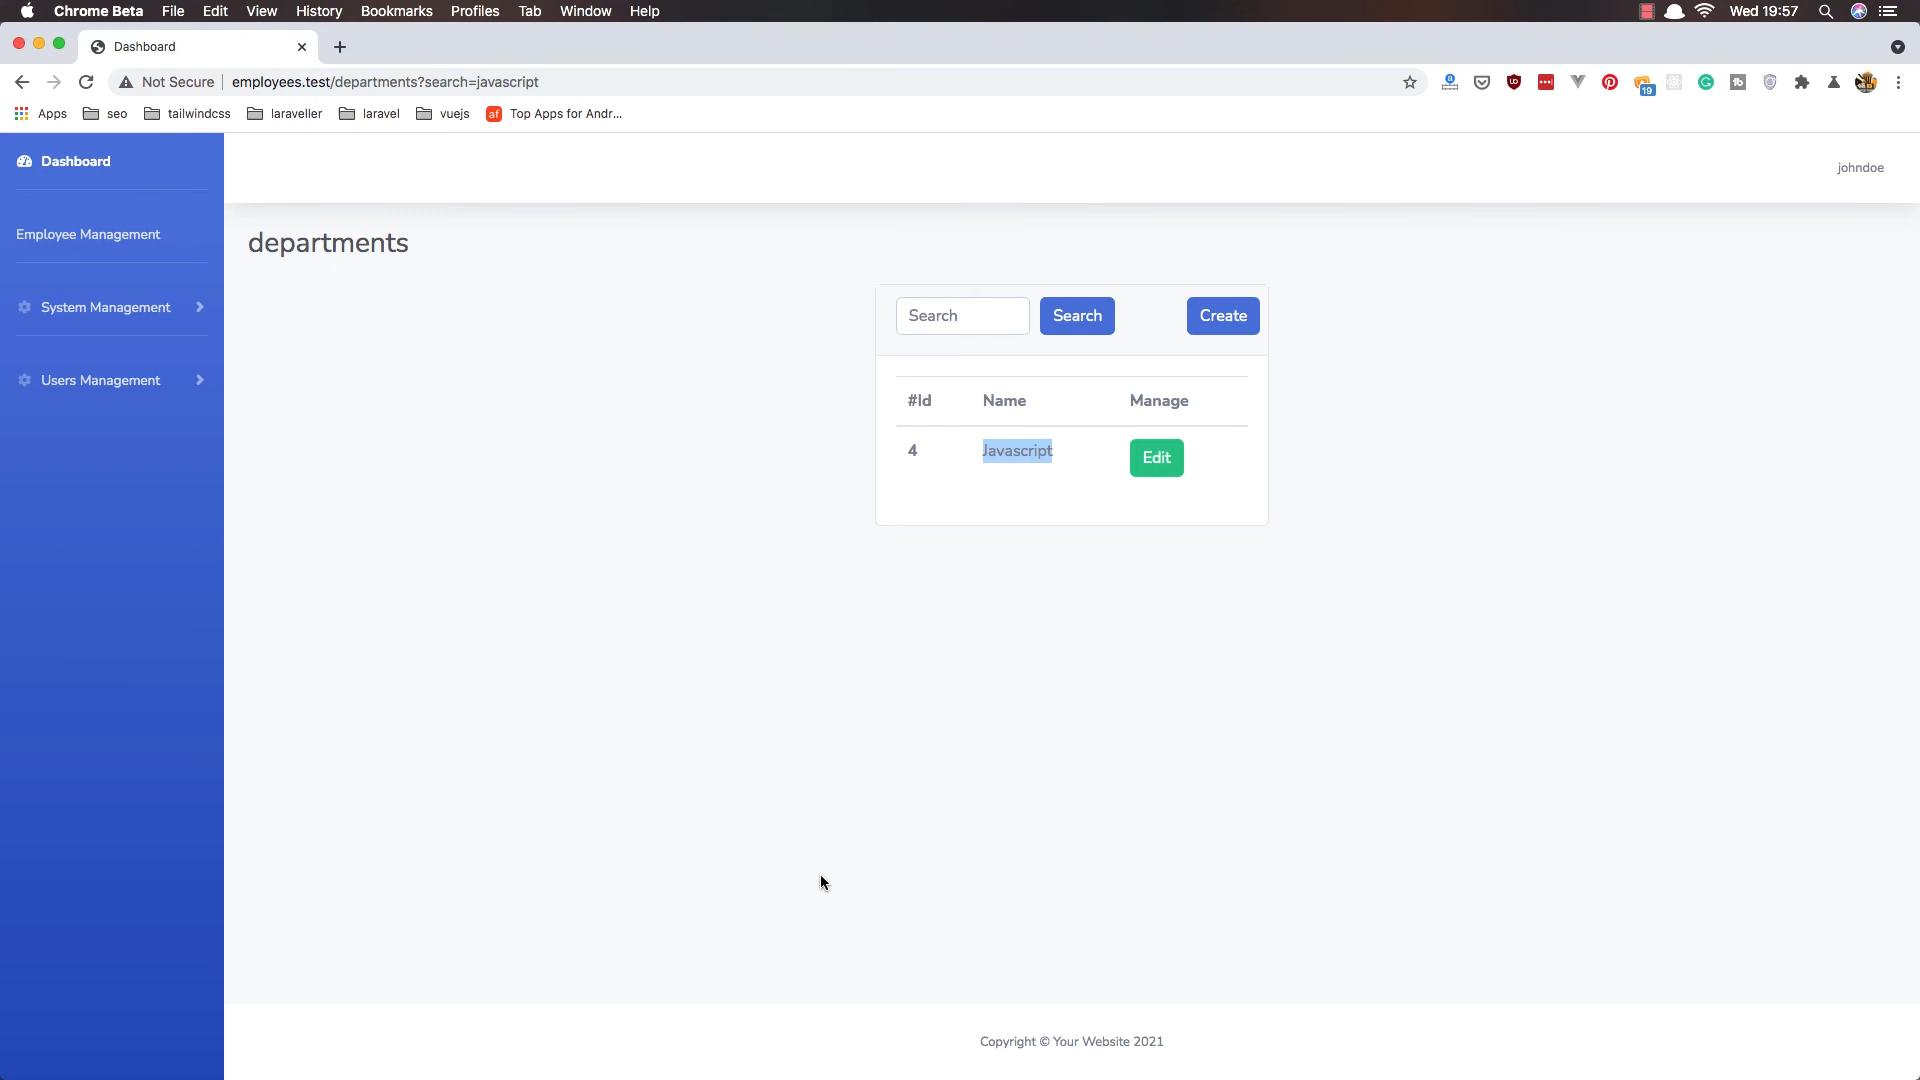 Chrome Beta File Edit View History Bookmarks Profiles Tab Window Help Wed 19:57
Dashboard
Not Secure employees.test/departments?search=javascript 19
Apps seo tailwindcss laraveller laravel vuejs af Top Apps for Andr...
Dashboard
johndoe
Employee Management
departments
System Management
Search Search Create
Users Management
#Id Name Manage
4 Javascript Edit
Copyright © Your Website 2021